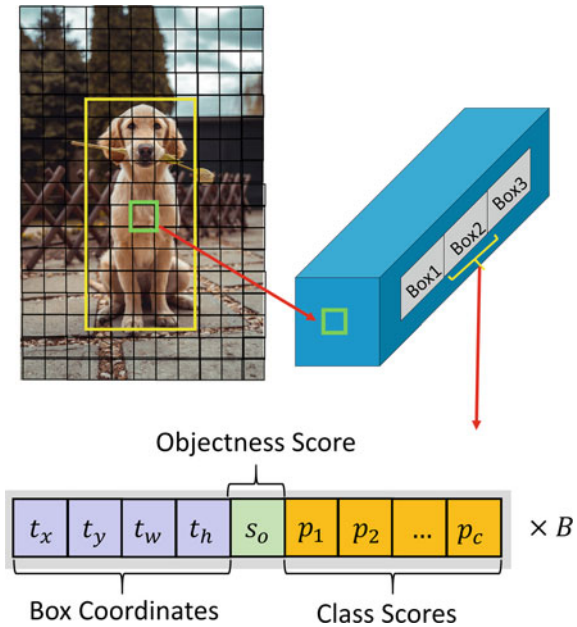 Box1 Box2 Box3
Objectness Score
t_x t_y t_w t_h s_o p_1 p_2 ... p_c × B
Box Coordinates Class Scores